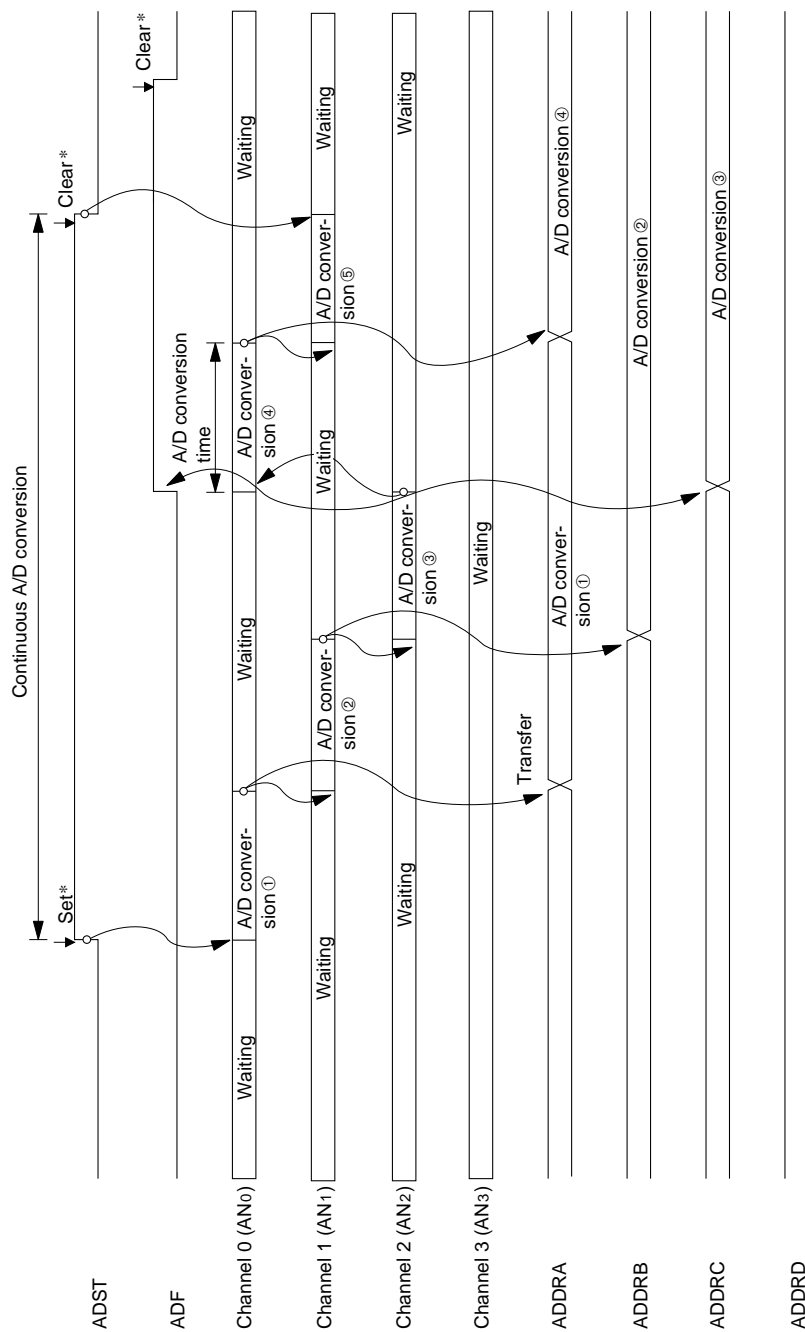 Continuous A/D conversion
Set*
Clear*
ADST
Clear*
ADF
A/D conversion
time
Channel 0 (AN0)
Waiting
A/D conver-
sion ①
Waiting
A/D conver-
sion ④
Waiting
Channel 1 (AN1)
Waiting
A/D conver-
sion ②
Waiting
A/D conver-
sion ⑤
Waiting
Channel 2 (AN2)
Waiting
A/D conver-
sion ③
Waiting
Channel 3 (AN3)
Waiting
Transfer
ADDRA
A/D conver-
sion ①
A/D conversion ④
ADDRB
A/D conversion ②
ADDRC
A/D conversion ③
ADDRD